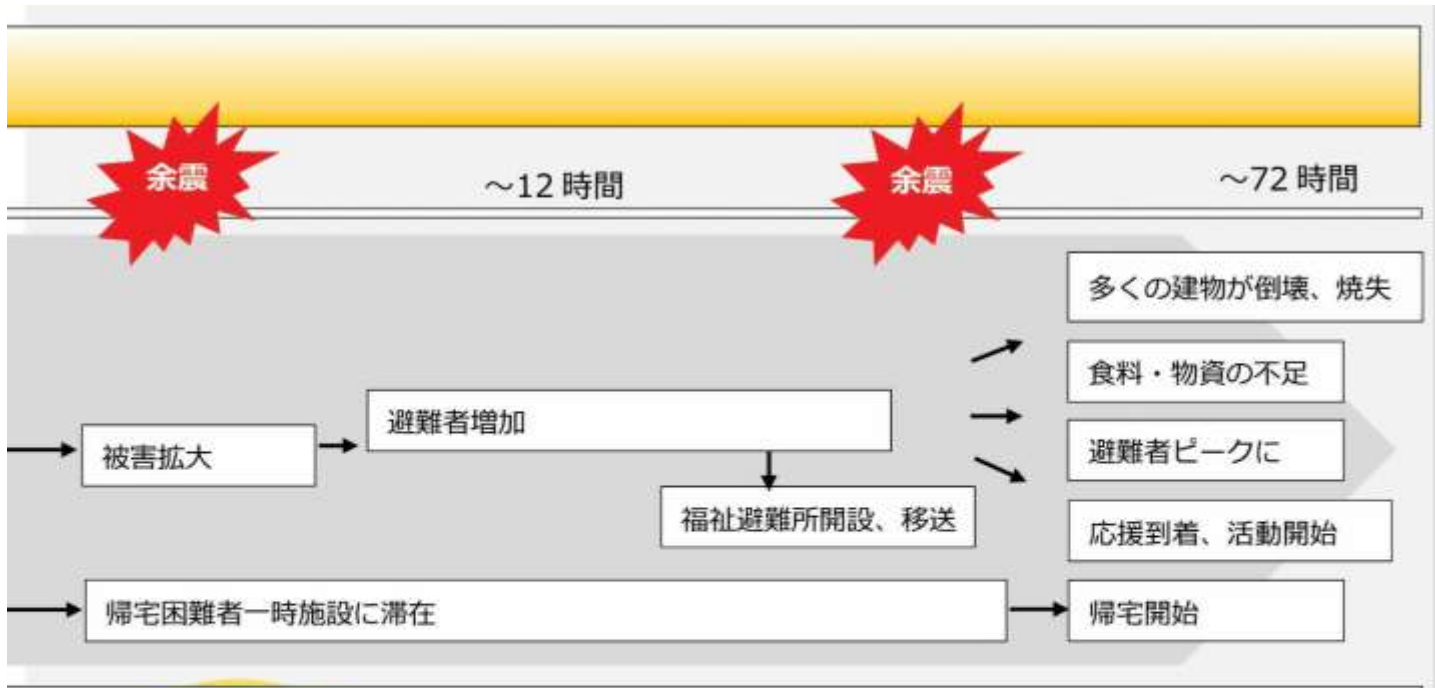 余震
～12 時間
余震
～72 時間
多くの建物が倒壊、焼失
食料・物資の不足
避難者増加
被害拡大
避難者ピークに
福祉避難所開設、移送
応援到着、活動開始
帰宅困難者一時施設に滞在
帰宅開始